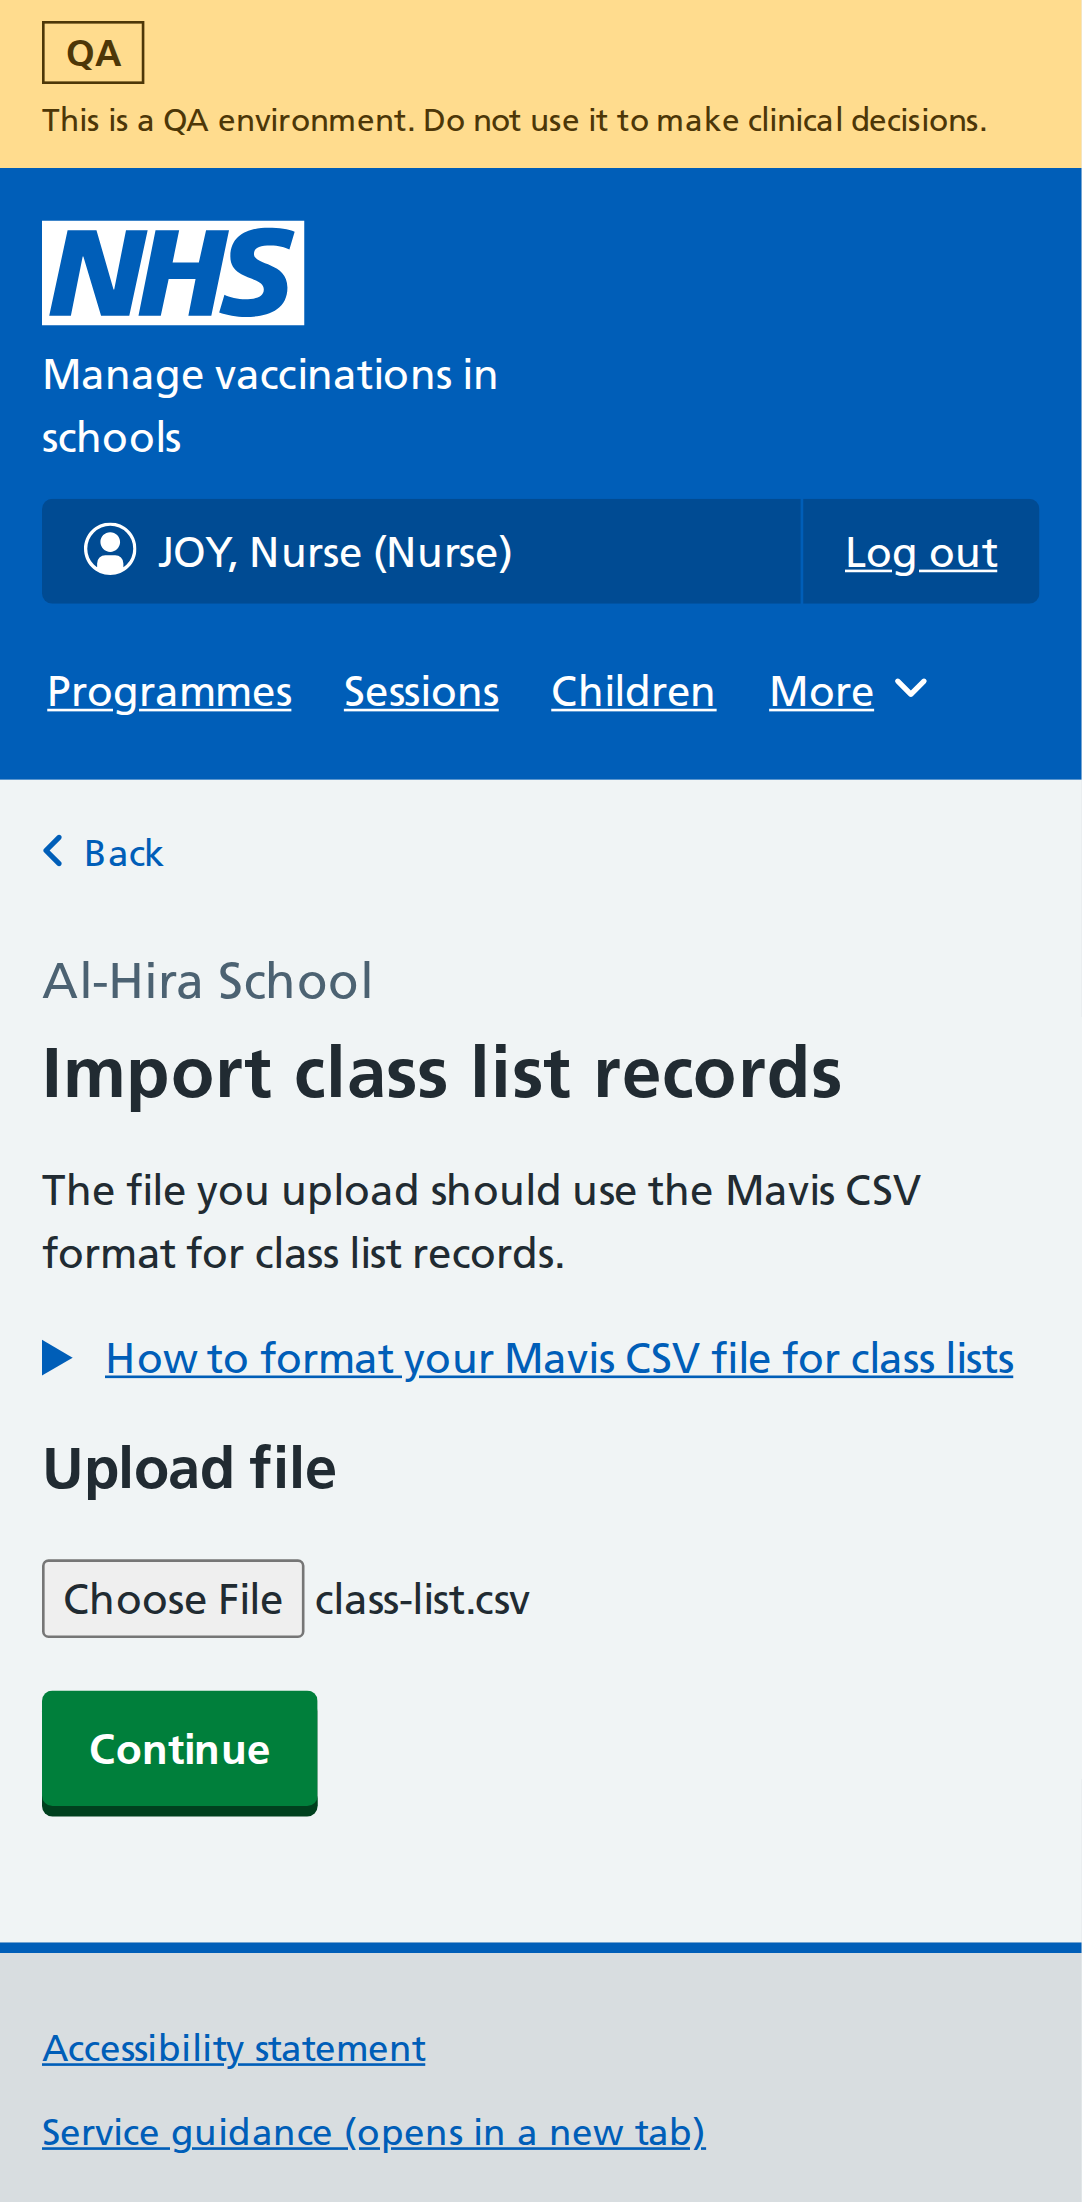 QA
This is a QA environment. Do not use it to make clinical decisions.
NHS
Manage vaccinations in
schools
JOY, Nurse (Nurse)
Log out
Programmes Sessions Children More
Back
Al-Hira School
Import class list records
The file you upload should use the Mavis CSV
format for class list records.
How to format your Mavis CSV file for class lists
Upload file
Choose File class-list.csv
Continue
Accessibility statement
Service guidance (opens in a new tab)